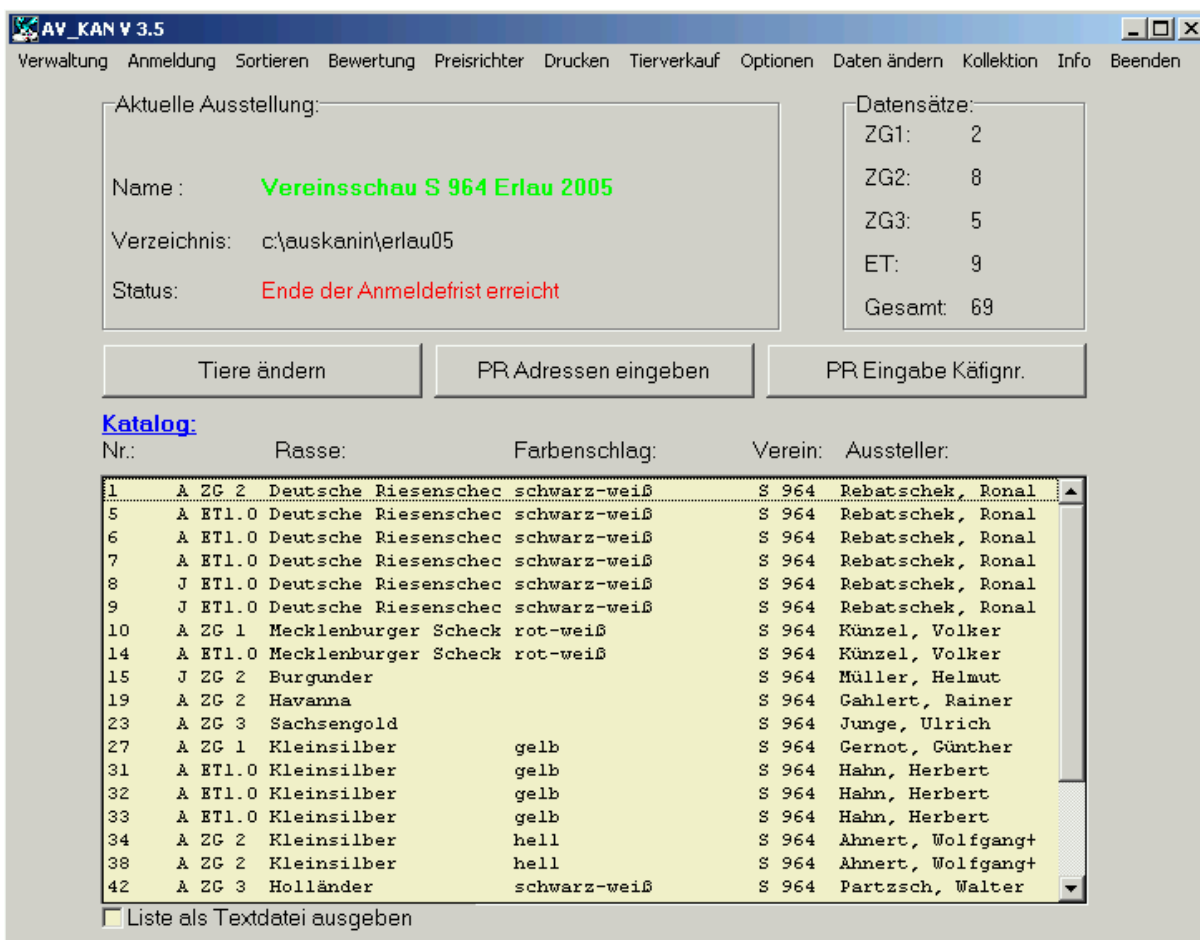 AV_KAN V 3.5
Verwaltung Anmeldung Sortieren Bewertung Preisrichter Drucken Tierverkauf Optionen Daten ändern Kollektion Info Beenden
Aktuelle Ausstellung:
Name : Vereinsschau S 964 Erlau 2005
Verzeichnis: c:\auskanin\erlau05
Status: Ende der Anmeldefrist erreicht
Datensätze:
ZG1: 2
ZG2: 8
ZG3: 5
ET: 9
Gesamt: 69
Tiere ändern PR Adressen eingeben PR Eingabe Käfignr.
Katalog:
Nr.: Rasse: Farbenschlag: Verein: Aussteller:
1 A ZG 2 Deutsche Riesenschec schwarz-weiß S 964 Rebatschek, Ronal
5 A ET1.0 Deutsche Riesenschec schwarz-weiß S 964 Rebatschek, Ronal
6 A ET1.0 Deutsche Riesenschec schwarz-weiß S 964 Rebatschek, Ronal
7 A ET1.0 Deutsche Riesenschec schwarz-weiß S 964 Rebatschek, Ronal
8 J ET1.0 Deutsche Riesenschec schwarz-weiß S 964 Rebatschek, Ronal
9 J ET1.0 Deutsche Riesenschec schwarz-weiß S 964 Rebatschek, Ronal
10 A ZG 1 Mecklenburger Scheck rot-weiß S 964 Künzel, Volker
14 A ET1.0 Mecklenburger Scheck rot-weiß S 964 Künzel, Volker
15 J ZG 2 Burgunder S 964 Müller, Helmut
19 A ZG 2 Havanna S 964 Gahlert, Rainer
23 A ZG 3 Sachsengold S 964 Junge, Ulrich
27 A ZG 1 Kleinsilber gelb S 964 Gernot, Günther
31 A ET1.0 Kleinsilber gelb S 964 Hahn, Herbert
32 A ET1.0 Kleinsilber gelb S 964 Hahn, Herbert
33 A ET1.0 Kleinsilber gelb S 964 Hahn, Herbert
34 A ZG 2 Kleinsilber hell S 964 Ahnert, Wolfgang+
38 A ZG 2 Kleinsilber hell S 964 Ahnert, Wolfgang+
42 A ZG 3 Holländer schwarz-weiß S 964 Partzsch, Walter
Liste als Textdatei ausgeben